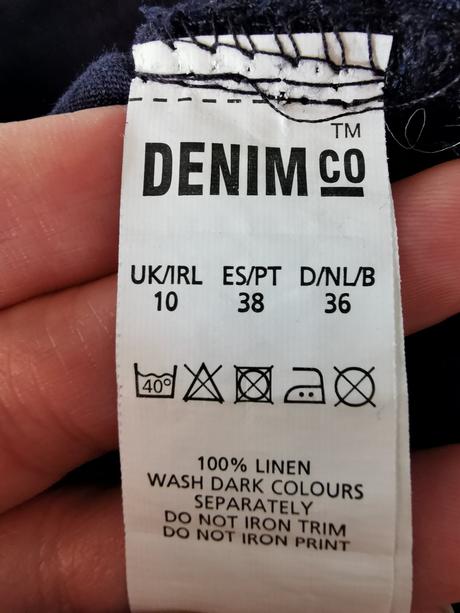 TM
DENIM CO
UK/IRL ES/PT D/NL/B
10 38 36
40°
100% LINEN
WASH DARK COLOURS
SEPARATELY
DO NOT IRON TRIM
DO NOT IRON PRINT